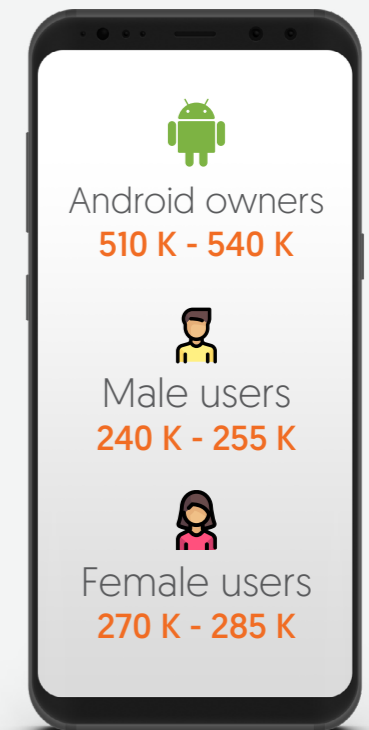 Android owners
510 K - 540 K
Male users
240 K - 255 K
Female users
270 K - 285 K